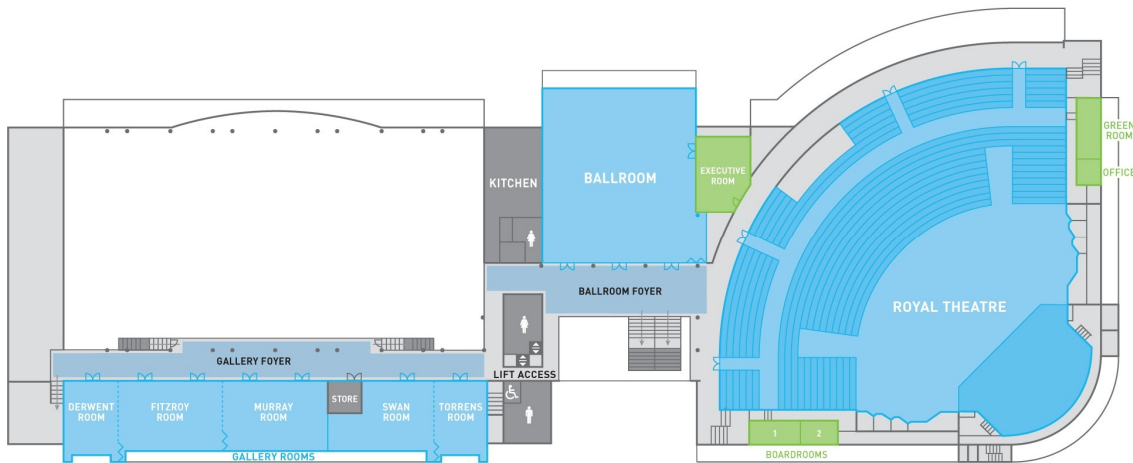 KITCHEN
BALLROOM
EXECUTIVE
ROOM
GREEN
ROOM
OFFICE
BALLROOM FOYER
ROYAL THEATRE
GALLERY FOYER
LIFT ACCESS
DERWENT
ROOM
FITZROY
ROOM
MURRAY
ROOM
STORE
SWAN
ROOM
TORRENS
ROOM
GALLERY ROOMS
1
2
BOARDROOMS